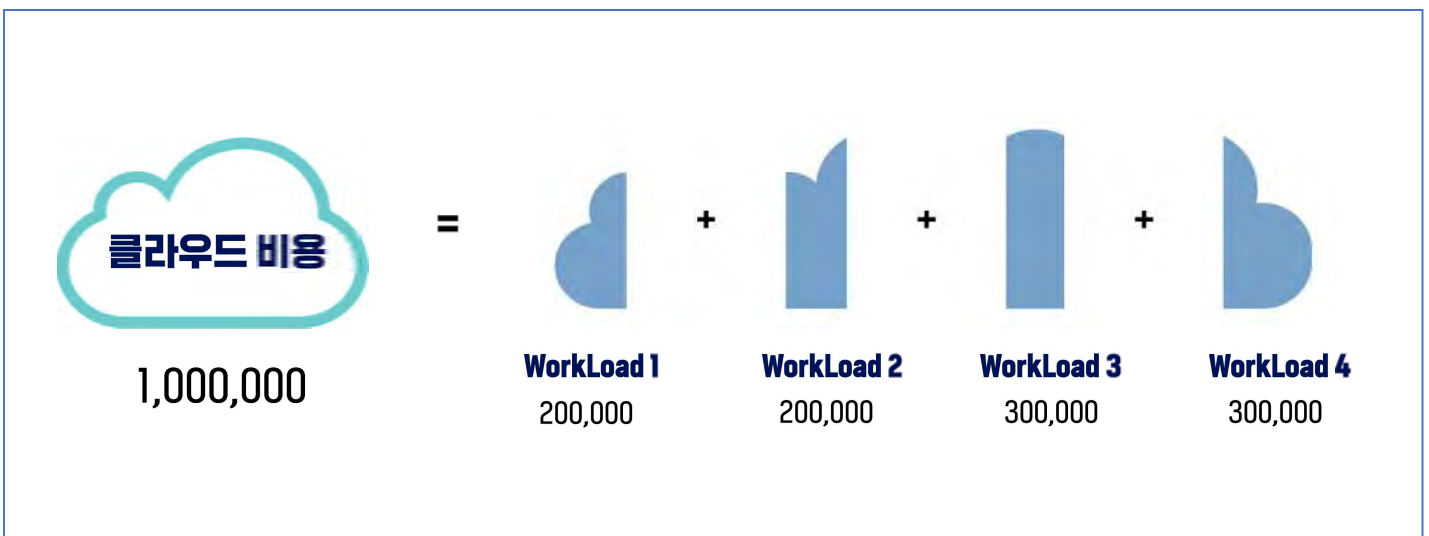 클라우드 비용
=
+
+
+
1,000,000
WorkLoad 1
WorkLoad 2
WorkLoad 3
WorkLoad 4
200,000
200,000
300,000
300,000